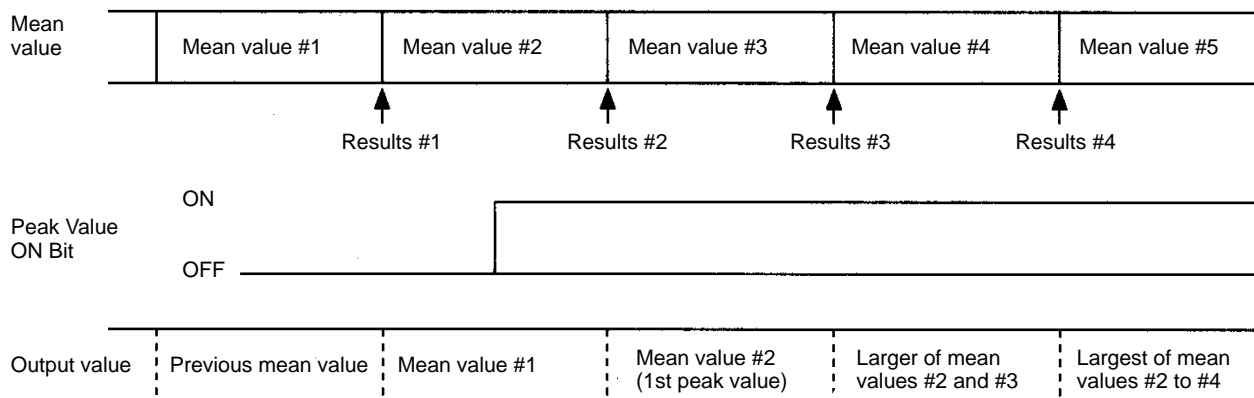 Mean
value
Mean value #1
Mean value #2
Mean value #3
Mean value #4
Mean value #5
Results #1
Results #2
Results #3
Results #4
Peak Value
ON Bit
ON
OFF
Output value
Previous mean value
Mean value #1
Mean value #2
(1st peak value)
Larger of mean
values #2 and #3
Largest of mean
values #2 to #4